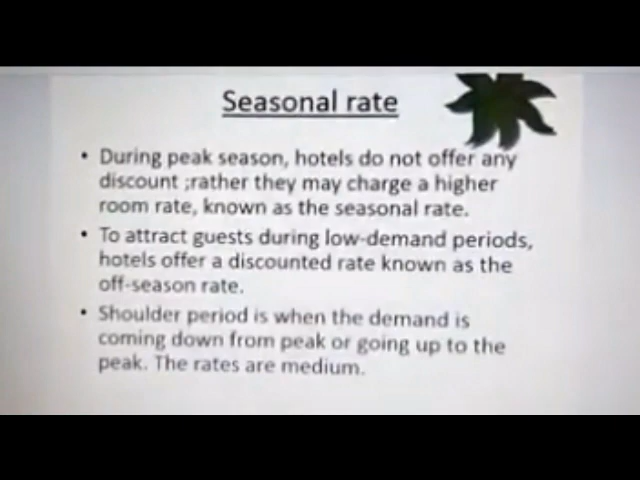 Seasonal rate
• During peak season, hotels do not offer any
discount ;rather they may charge a higher
room rate, known as the seasonal rate.
• To attract guests during low-demand periods,
hotels offer a discounted rate known as the
off-season rate.
• Shoulder period is when the demand is
coming down from peak or going up to the
peak. The rates are medium.